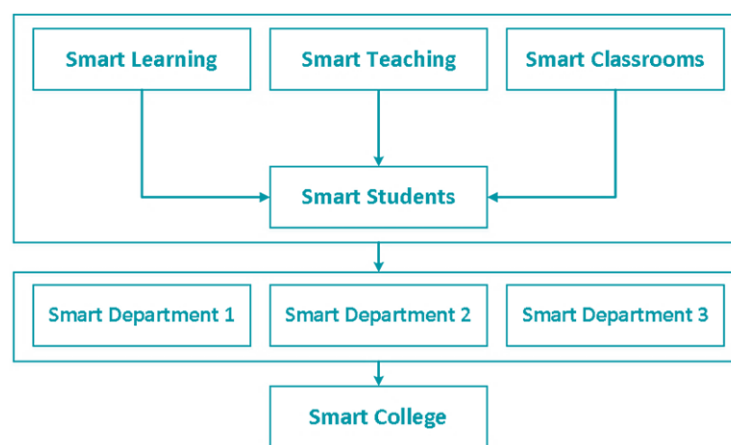 Smart Learning
Smart Teaching
Smart Classrooms
Smart Students
Smart Department 1
Smart Department 2
Smart Department 3
Smart College